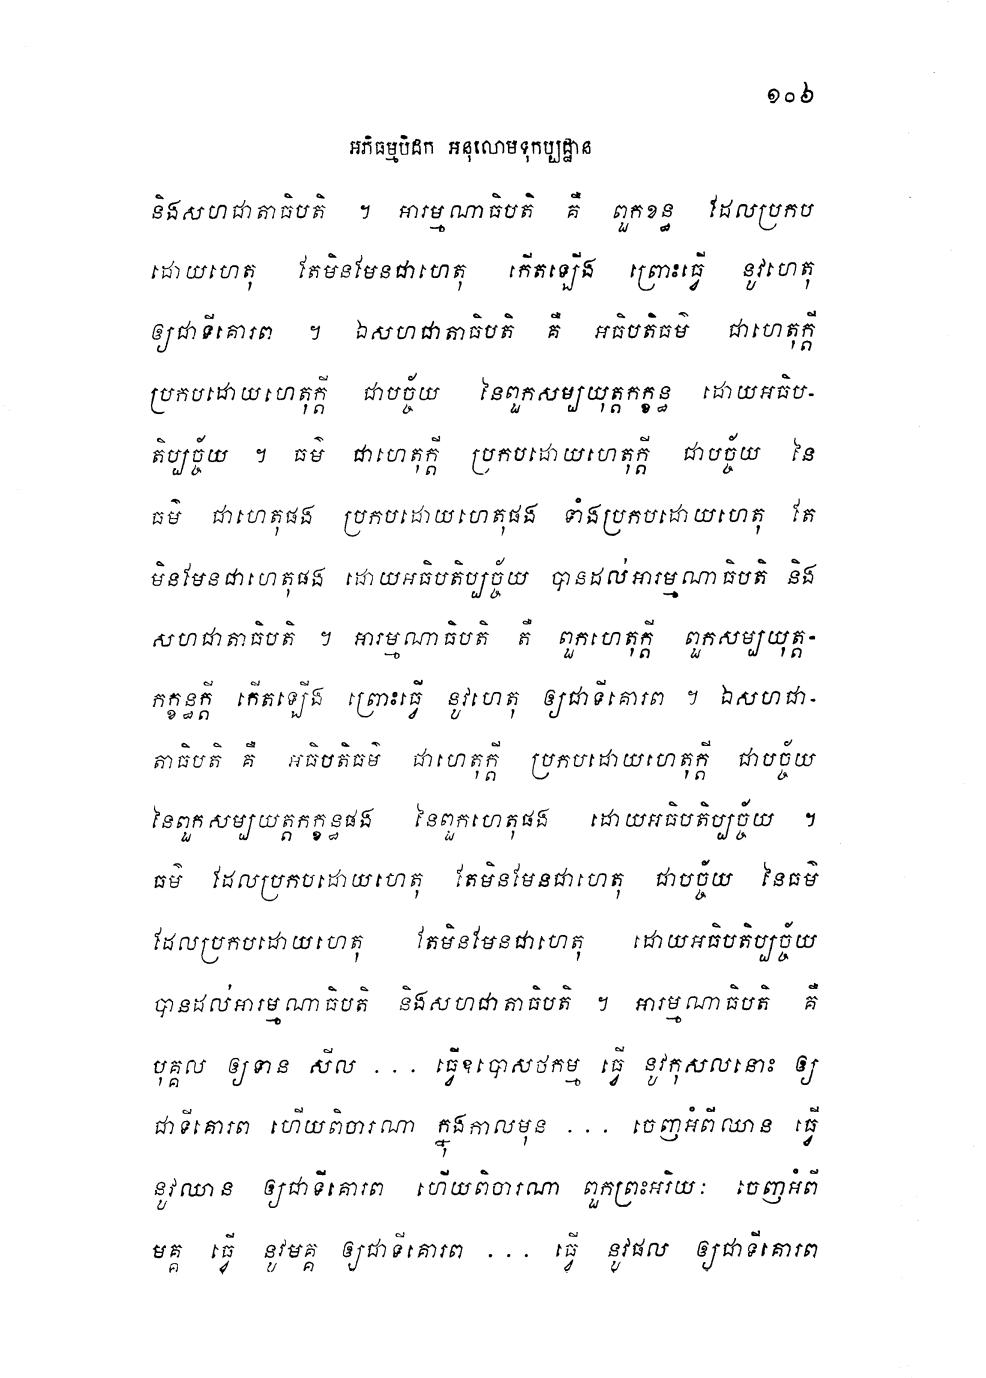 ១០៦
អភិធម្មបិដក អនុលោមទុកប្បដ្ឋាន
និងសហជាតាធិបតិ ។ អារម្មណាធិបតិ គឺ ពួកខន្ធ ដែលប្រកប
ដោយហេតុ តែមិនមែនជាហេតុ កើតឡើង ព្រោះធ្វើ នូវហេតុ
ឲ្យជាទីគោរព ។ ឯសហជាតាធិបតិ គឺ អធិបតិធម៌ ជាហេតុក្តី
ប្រកបដោយហេតុក្តី ជាបច្ច័យ នៃពួកសម្បយុត្តកក្ខន្ធ ដោយអធិប-
តិប្បច្ច័យ ។ ធម៌ ជាហេតុក្តី ប្រកបដោយហេតុក្តី ជាបច្ច័យ នៃ
ធម៌ ជាហេតុផង ប្រកបដោយហេតុផង ទាំងប្រកបដោយហេតុ តែ
មិនមែនជាហេតុផង ដោយអធិបតិប្បច្ច័យ បានដល់អារម្មណាធិបតិ និង
សហជាតាធិបតិ ។ អារម្មណាធិបតិ គឺ ពួកហេតុក្តី ពួកសម្បយុត្ត-
កក្ខន្ធក្តី កើតឡើង ព្រោះធ្វើ នូវហេតុ ឲ្យជាទីគោរព ។ ឯសហជា-
តាធិបតិ គឺ អធិបតិធម៌ ជាហេតុក្តី ប្រកបដោយហេតុក្តី ជាបច្ច័យ
នៃពួកសម្បយត្តកក្ខន្ធផង នៃពួកហេតុផង ដោយអធិបតិប្បច្ច័យ ។
ធម៌ ដែលប្រកបដោយហេតុ តែមិនមែនជាហេតុ ជាបច្ច័យ នៃធម៌
ដែលប្រកបដោយហេតុ តែមិនមែនជាហេតុ ដោយអធិបតិប្បច្ច័យ
បានដល់អារម្មណាធិបតិ និងសហជាតាធិបតិ ។ អារម្មណាធិបតិ គឺ
បុគ្គល ឲ្យទាន សីល ... ធ្វើឧបោសថកម្ម ធ្វើ នូវកុសលនោះ ឲ្យ
ជាទីគោរព ហើយពិចារណា ក្នុងកាលមុន ... ចេញអំពីឈាន ធ្វើ
នូវឈាន ឲ្យជាទីគោរព ហើយពិចារណា ពួកព្រះអរិយៈ ចេញអំពី
មគ្គ ធ្វើ នូវមគ្គ ឲ្យជាទីគោរព ... ធ្វើ នូវផល ឲ្យជាទីគោរព